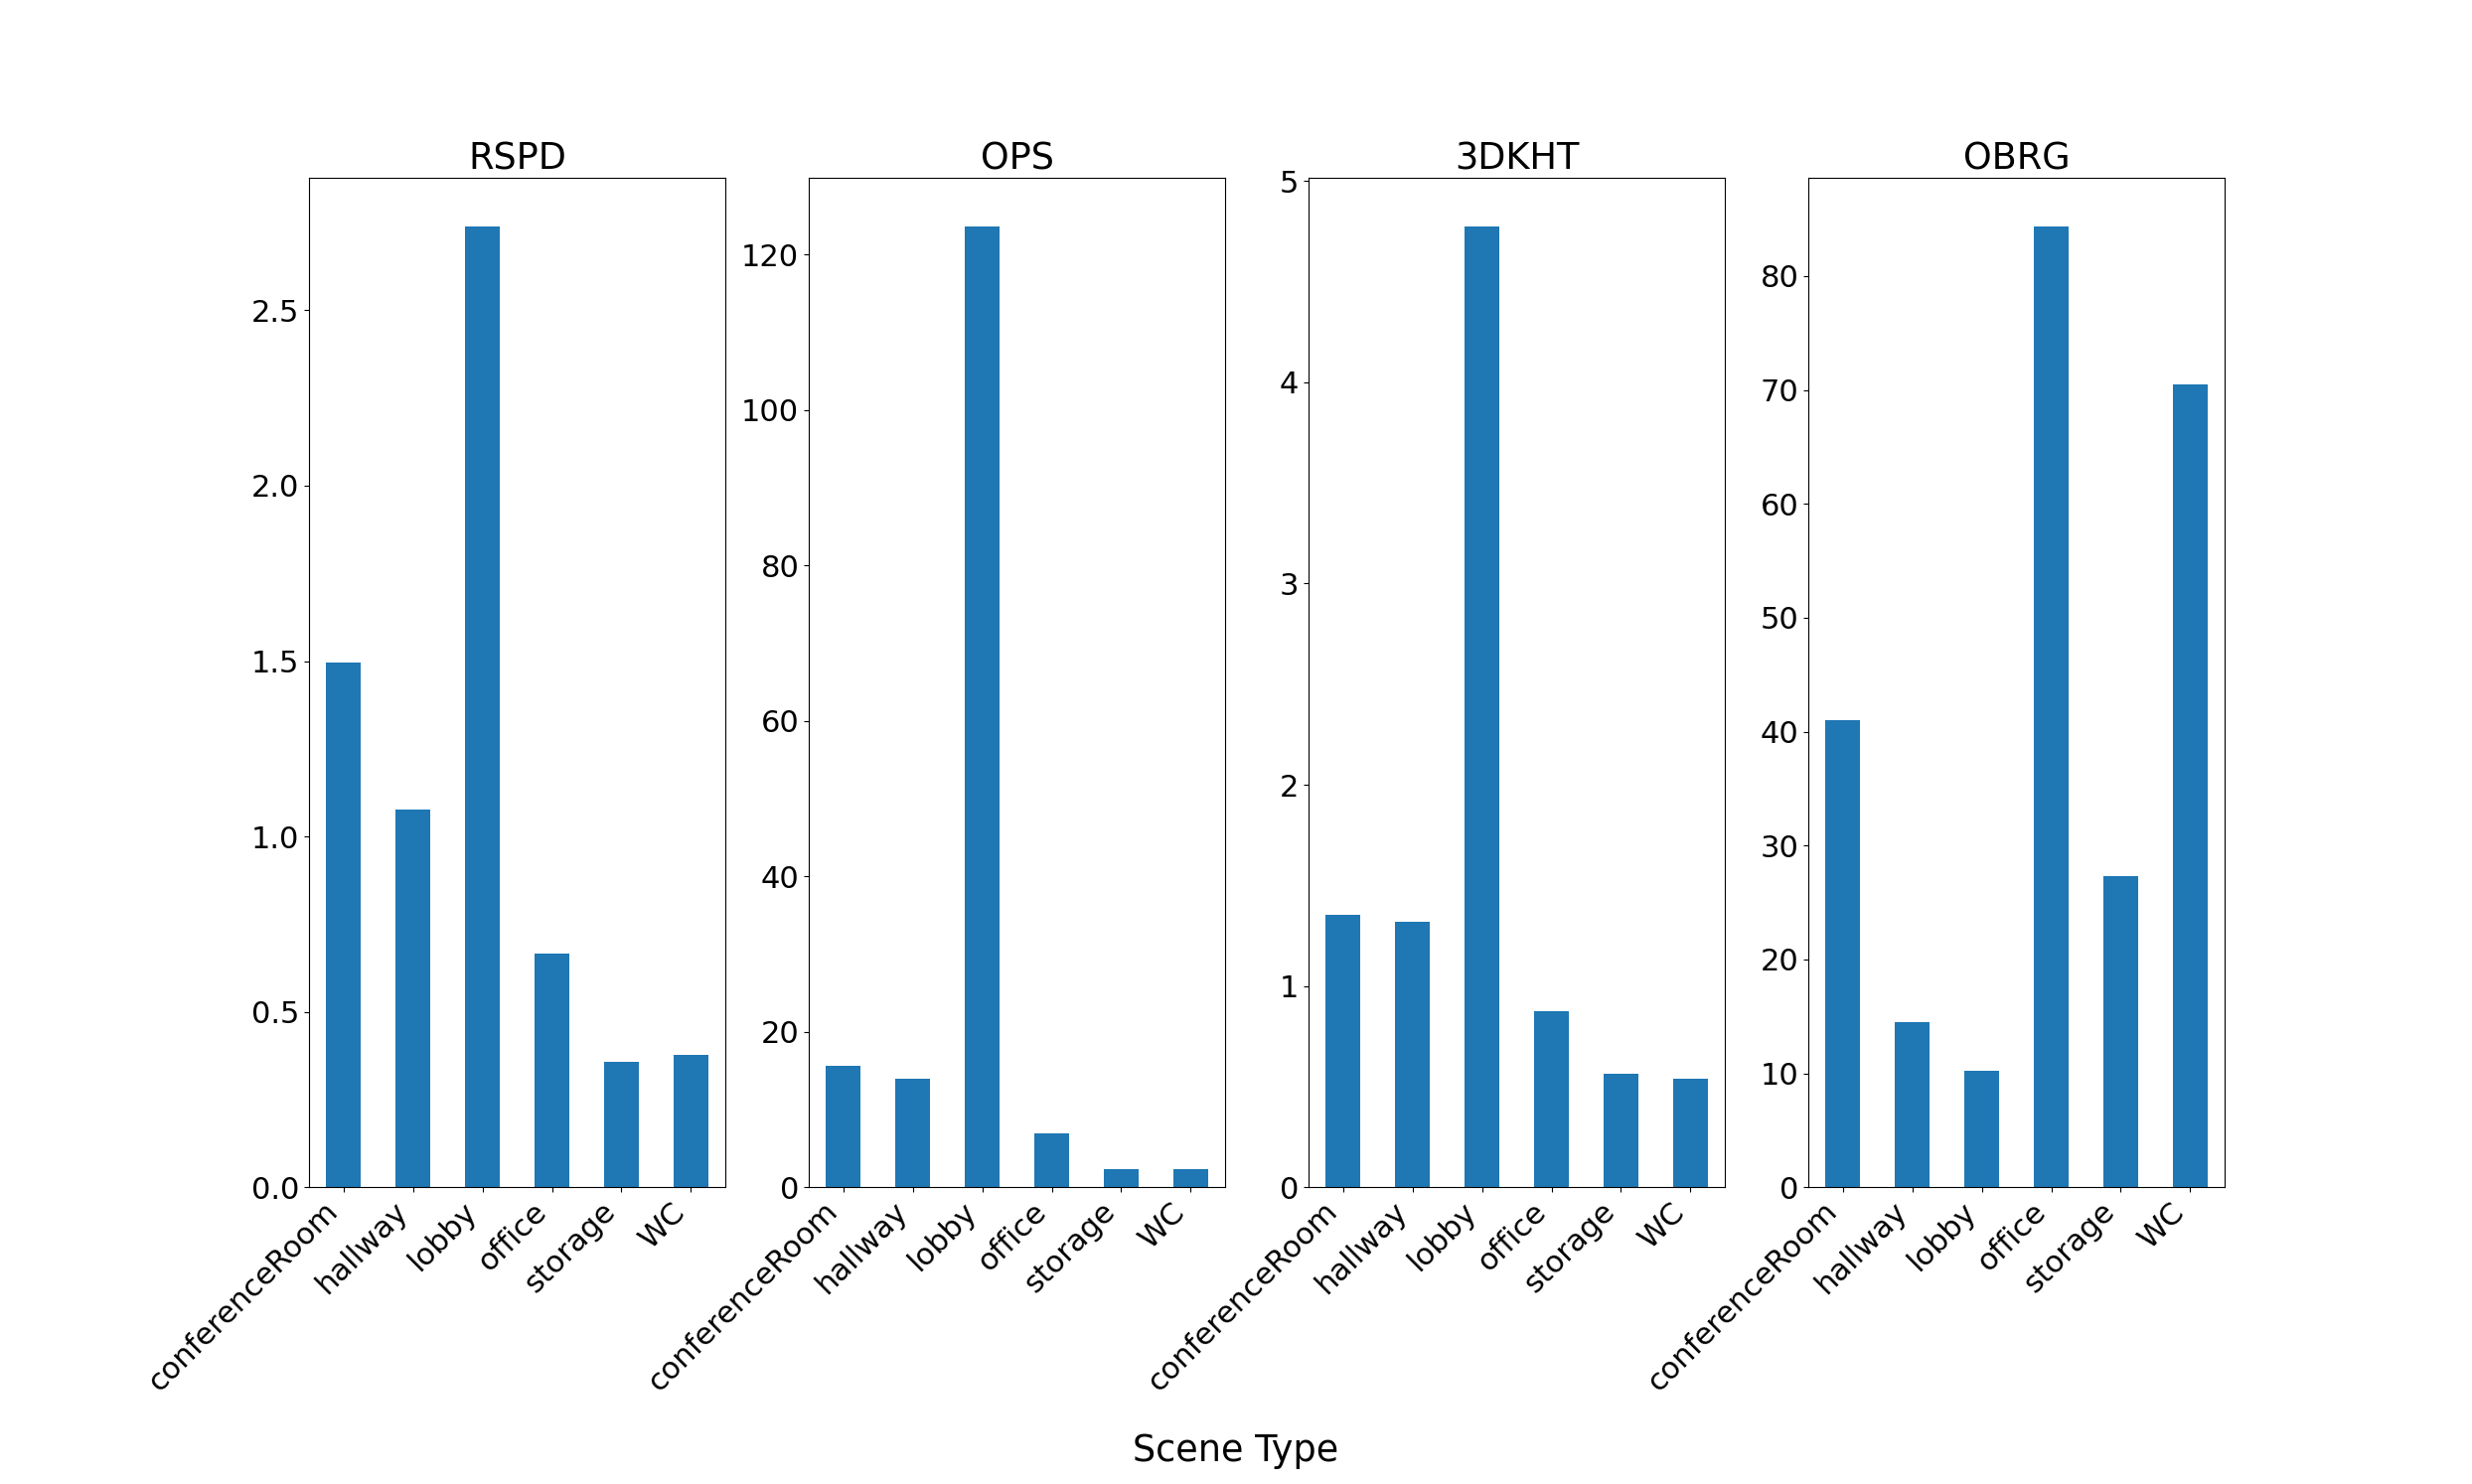 RSPD
2.5
2.0
1.5
1.0
0.5
0.0
conferenceRoom
hallway
lobby
office
storage
WC
OPS
120
100
80
60
40
20
0
conferenceRoom
hallway
lobby
office
storage
WC
3DKHT
5
4
3
2
1
0
conferenceRoom
hallway
lobby
office
storage
WC
OBRG
80
70
60
50
40
30
20
10
0
conferenceRoom
hallway
lobby
office
storage
WC
Scene Type